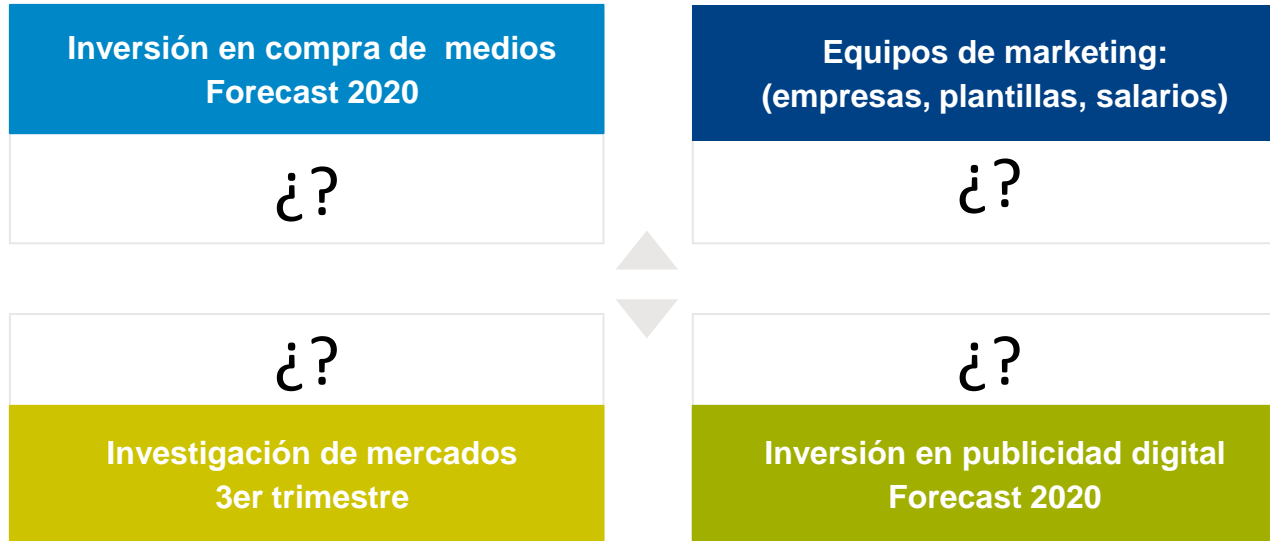 Inversión en compra de medios
Forecast 2020
¿?
Equipos de marketing:
(empresas, plantillas, salarios)
¿?
¿?
Investigación de mercados
3er trimestre
¿?
Inversión en publicidad digital
Forecast 2020